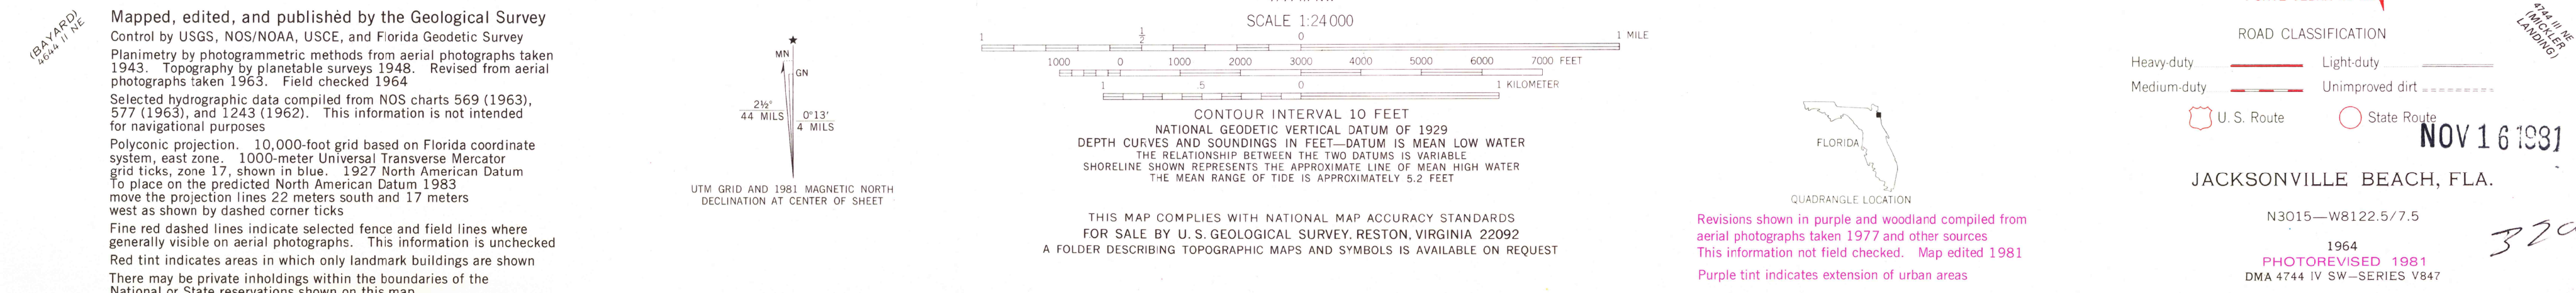 (BAYARD)
4644 II NE
Mapped, edited, and published by the Geological Survey
Control by USGS, NOS/NOAA, USCE, and Florida Geodetic Survey
Planimetry by photogrammetric methods from aerial photographs taken
1943. Topography by planetable surveys 1948. Revised from aerial
photographs taken 1963. Field checked 1964
Selected hydrographic data compiled from NOS charts 569 (1963),
577 (1963), and 1243 (1962). This information is not intended
for navigational purposes
Polyconic projection. 10,000-foot grid based on Florida coordinate
system, east zone. 1000-meter Universal Transverse Mercator
grid ticks, zone 17, shown in blue. 1927 North American Datum
To place on the predicted North American Datum 1983
move the projection lines 22 meters south and 17 meters
west as shown by dashed corner ticks
Fine red dashed lines indicate selected fence and field lines where
generally visible on aerial photographs. This information is unchecked
Red tint indicates areas in which only landmark buildings are shown
There may be private inholdings within the boundaries of the
National or State reservations shown on this map
MN
GN
2½° 0°13′
44 MILS 4 MILS
UTM GRID AND 1981 MAGNETIC NORTH
DECLINATION AT CENTER OF SHEET
SCALE 1:24 000
1 ½ 0 1 MILE
1000 0 1000 2000 3000 4000 5000 6000 7000 FEET
1 .5 0 1 KILOMETER
CONTOUR INTERVAL 10 FEET
NATIONAL GEODETIC VERTICAL DATUM OF 1929
DEPTH CURVES AND SOUNDINGS IN FEET—DATUM IS MEAN LOW WATER
THE RELATIONSHIP BETWEEN THE TWO DATUMS IS VARIABLE
SHORELINE SHOWN REPRESENTS THE APPROXIMATE LINE OF MEAN HIGH WATER
THE MEAN RANGE OF TIDE IS APPROXIMATELY 5.2 FEET
THIS MAP COMPLIES WITH NATIONAL MAP ACCURACY STANDARDS
FOR SALE BY U. S. GEOLOGICAL SURVEY, RESTON, VIRGINIA 22092
A FOLDER DESCRIBING TOPOGRAPHIC MAPS AND SYMBOLS IS AVAILABLE ON REQUEST
FLORIDA
QUADRANGLE LOCATION
Revisions shown in purple and woodland compiled from
aerial photographs taken 1977 and other sources
This information not field checked. Map edited 1981
Purple tint indicates extension of urban areas
4744 III NE
(MICKLER
LANDING)
ROAD CLASSIFICATION
Heavy-duty Light-duty
Medium-duty Unimproved dirt
U. S. Route State Route
NOV 16 1981
JACKSONVILLE BEACH, FLA.
N3015—W8122.5/7.5
1964
PHOTOREVISED 1981
DMA 4744 IV SW—SERIES V847